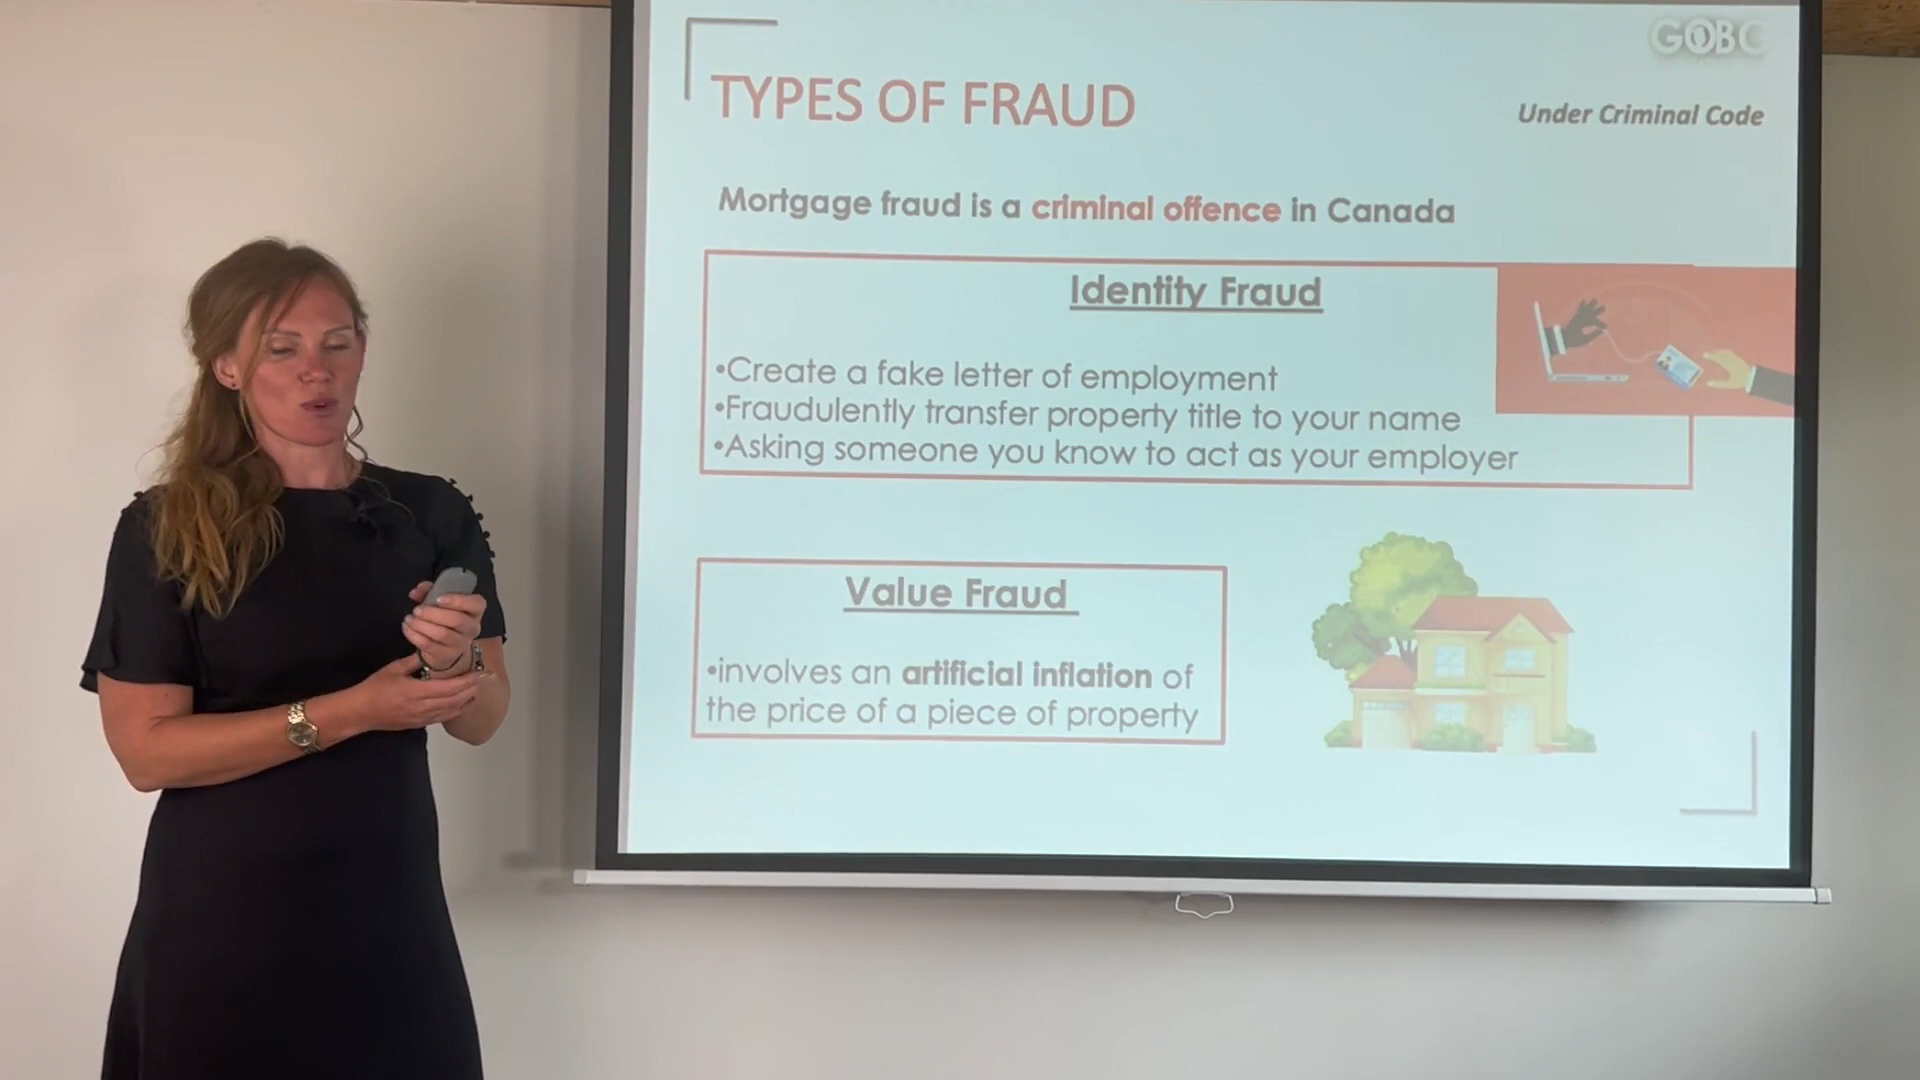 GOBC
TYPES OF FRAUD
Under Criminal Code
Mortgage fraud is a criminal offence in Canada
Identity Fraud
•Create a fake letter of employment
•Fraudulently transfer property title to your name
•Asking someone you know to act as your employer
Value Fraud
•involves an artificial inflation of
the price of a piece of property